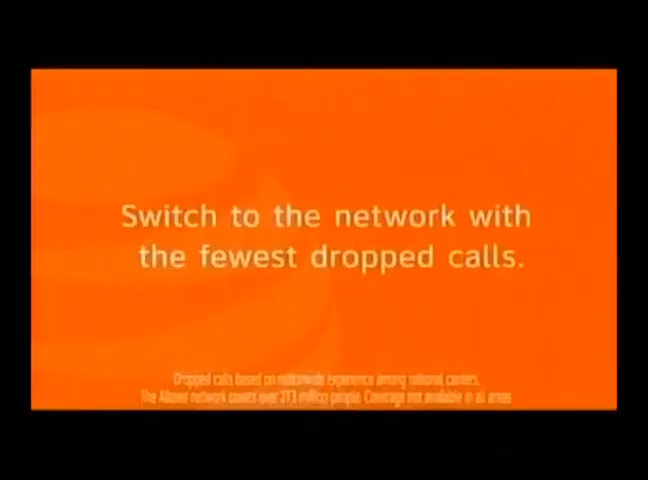 Switch to the network with
the fewest dropped calls.
Dropped calls based on nationwide experience among national carriers.
The Allover network covers over 273 million people. Coverage not available in all areas